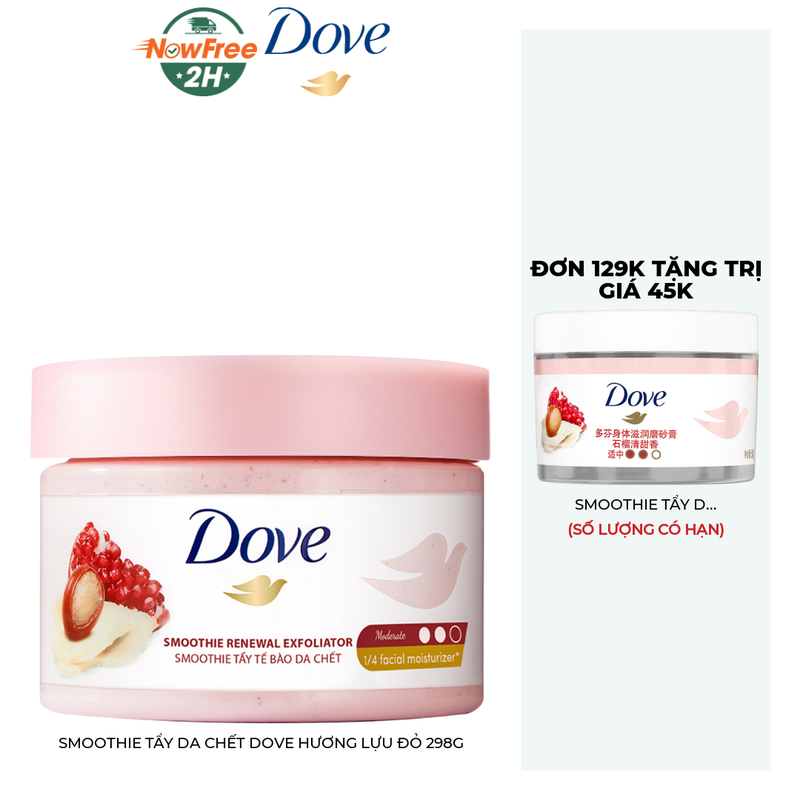 NowFree
2H
Dove
ĐƠN 129K TẶNG TRỊ
GIÁ 45K
Dove
多芬身体滋润磨砂膏
石榴清甜香
适中
SMOOTHIE TẨY D...
(SỐ LƯỢNG CÓ HẠN)
Dove
SMOOTHIE RENEWAL EXFOLIATOR
SMOOTHIE TẨY TẾ BÀO DA CHẾT
Moderate
1/4 facial moisturizer*
SMOOTHIE TẨY DA CHẾT DOVE HƯƠNG LỰU ĐỎ 298G